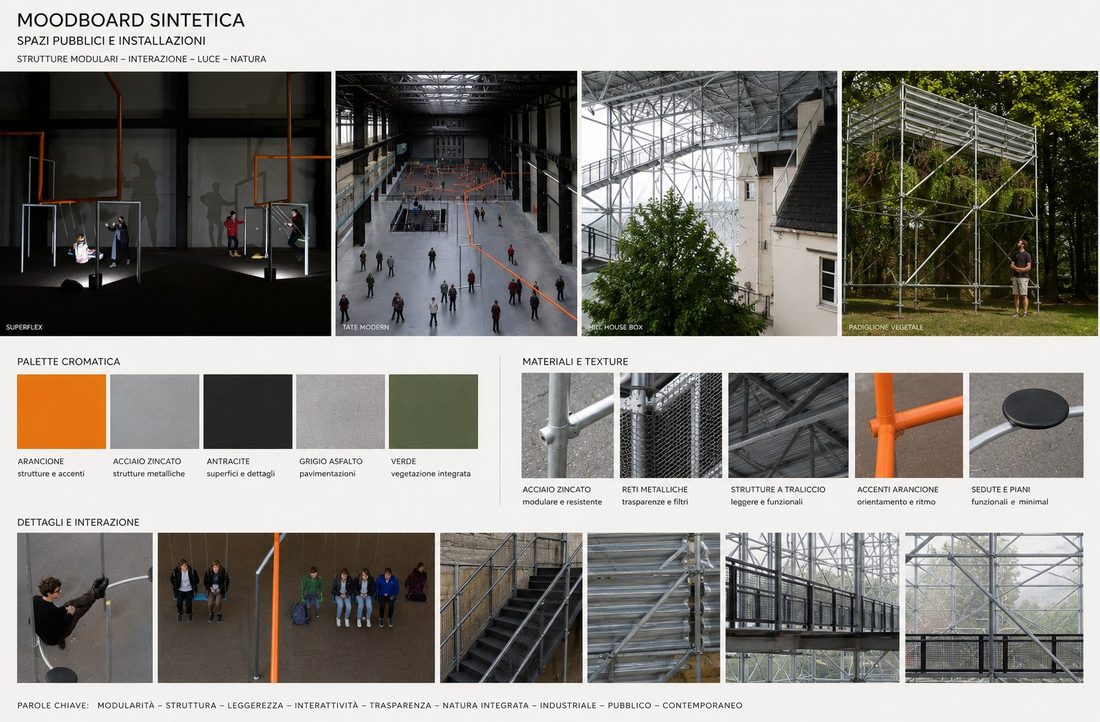 MOODBOARD SINTETICA
SPAZI PUBBLICI E INSTALLAZIONI
STRUTTURE MODULARI – INTERAZIONE – LUCE – NATURA
SUPERFLEX
TATE MODERN
HILL HOUSE BOX
PADIGLIONE VEGETALE
PALETTE CROMATICA
ARANCIONE
strutture e accenti
ACCIAIO ZINCATO
strutture metalliche
ANTRACITE
superfici e dettagli
GRIGIO ASFALTO
pavimentazioni
VERDE
vegetazione integrata
MATERIALI E TEXTURE
ACCIAIO ZINCATO
modulare e resistente
RETI METALLICHE
trasparenze e filtri
STRUTTURE A TRALICCIO
leggere e funzionali
ACCENTI ARANCIONE
orientamento e ritmo
SEDUTE E PIANI
funzionali e minimal
DETTAGLI E INTERAZIONE
PAROLE CHIAVE: MODULARITÀ – STRUTTURA – LEGGEREZZA – INTERATTIVITÀ – TRASPARENZA – NATURA INTEGRATA – INDUSTRIALE – PUBBLICO – CONTEMPORANEO